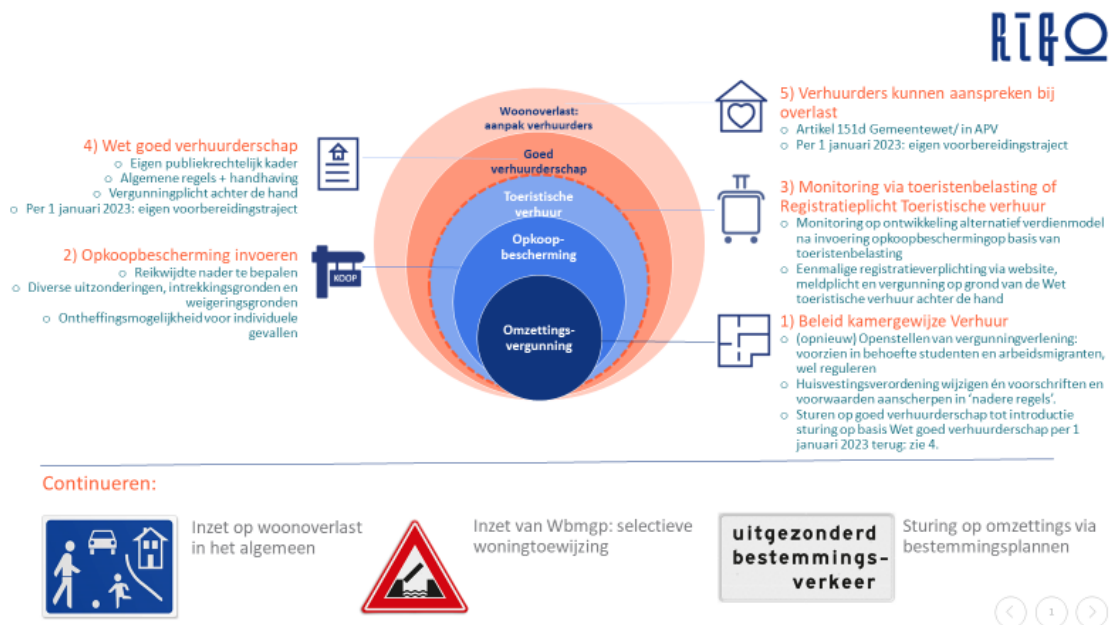 RIGO
Woonoverlast:
aanpak verhuurders
Goed
verhuurderschap
Toeristische
verhuur
Opkoop-
bescherming
Omzettings-
vergunning
4) Wet goed verhuurderschap
o Eigen publiekrechtelijk kader
o Algemene regels + handhaving
o Vergunningplicht achter de hand
o Per 1 januari 2023: eigen voorbereidingstraject
2) Opkoopbescherming invoeren
o Reikwijdte nader te bepalen
o Diverse uitzonderingen, intrekkingsgronden en
weigeringsgronden
o Ontheffingsmogelijkheid voor individuele
gevallen
KOOP
5) Verhuurders kunnen aanspreken bij
overlast
o Artikel 151d Gemeentewet/ in APV
o Per 1 januari 2023: eigen voorbereidingstraject
3) Monitoring via toeristenbelasting of
Registratieplicht Toeristische verhuur
o Monitoring op ontwikkeling alternatief verdienmodel
na invoering opkoopbeschermingop basis van
toeristenbelasting
o Eenmalige registratieverplichting via website,
meldplicht en vergunning op grond van de Wet
toeristische verhuur achter de hand
1) Beleid kamergewijze Verhuur
o (opnieuw) Openstellen van vergunningverlening:
voorzien in behoefte studenten en arbeidsmigranten,
wel reguleren
o Huisvestingsverordening wijzigen én voorschriften en
voorwaarden aanscherpen in ‘nadere regels’.
o Sturen op goed verhuurderschap tot introductie
sturing op basis Wet goed verhuurderschap per 1
januari 2023 terug: zie 4.
Continueren:
Inzet op woonoverlast
in het algemeen
Inzet van Wbmgp: selectieve
woningtoewijzing
uitgezonderd
bestemmings-
verkeer
Sturing op omzettings via
bestemmingsplannen
1